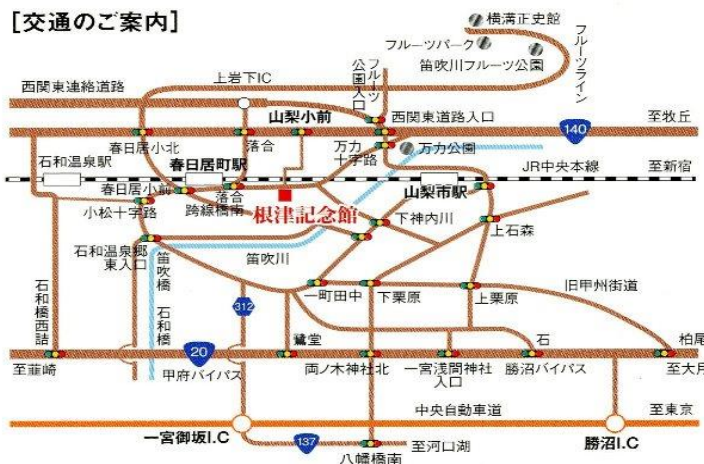 [交通のご案内]
横溝正史館
フルーツパーク
笛吹川フルーツ公園
フルーツライン
西関東連絡道路
上岩下IC
フルーツ公園入口
山梨小前
西関東道路入口
140
至牧丘
春日居小北
落合
万力十字路
万力公園
石和温泉駅
春日居町駅
山梨市駅
JR中央本線
至新宿
春日居小前
落合
跨線橋南
根津記念館
小松十字路
下神内川
上石森
石和温泉郷東入口
笛吹橋
笛吹川
石和橋西詰
石和橋
312
一町田中
下栗原
上栗原
旧甲州街道
20
鵞堂
石
柏尾
至韮崎
甲府バイパス
両ノ木神社北
一宮浅間神社入口
勝沼バイパス
至大月
中央自動車道
至東京
一宮御坂I.C
137
至河口湖
八幡橋南
勝沼I.C